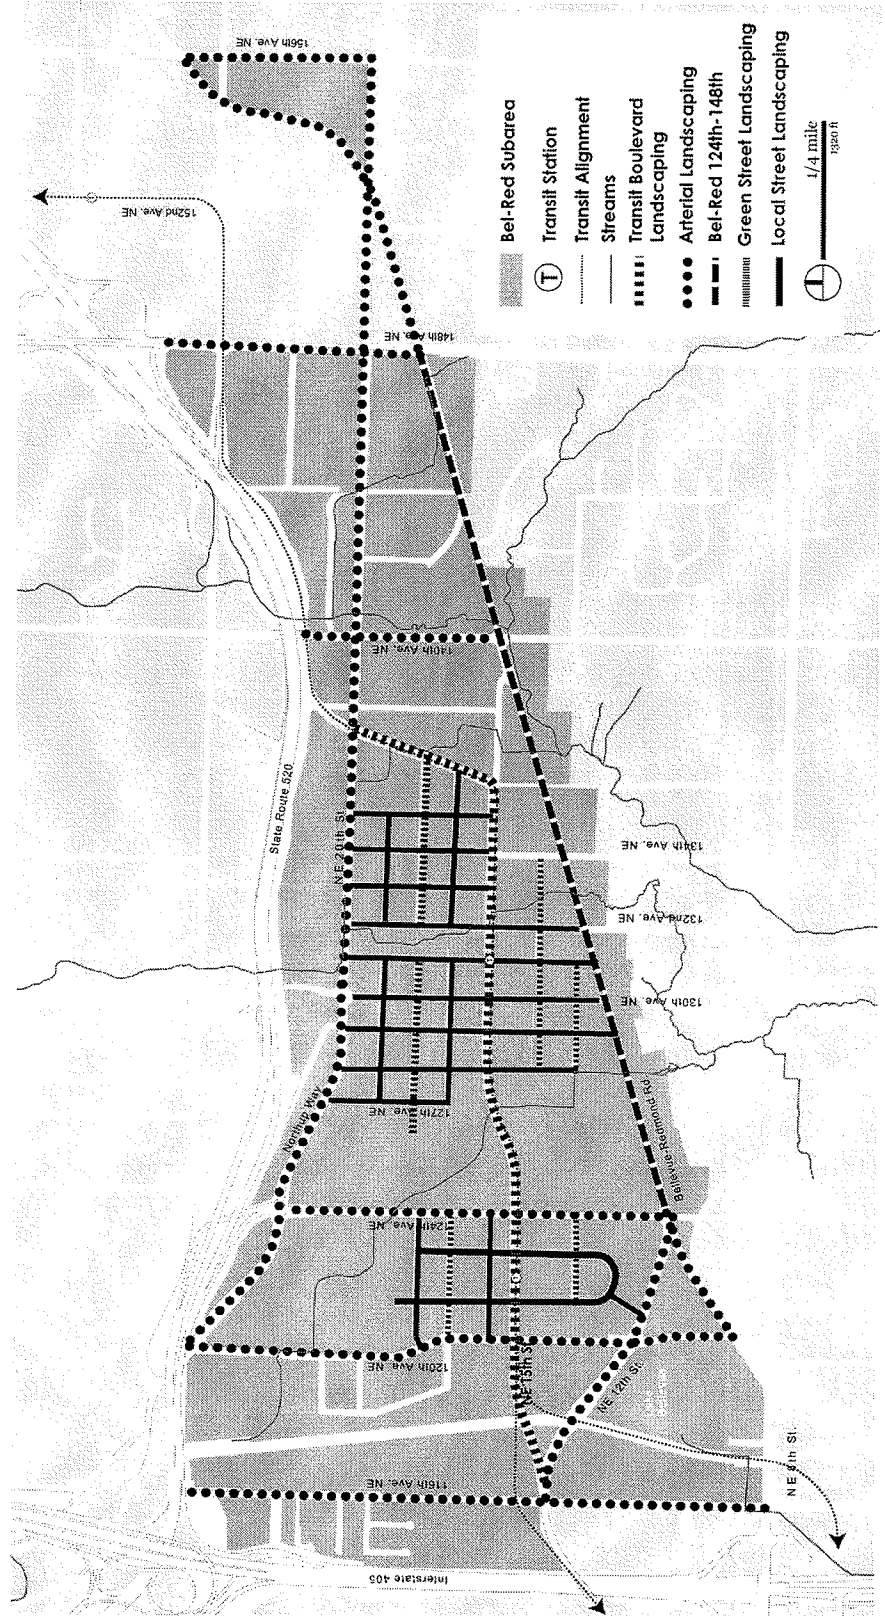 156th Ave. NE
152nd Ave. NE
148th Ave. NE
140th Ave. NE
State Route 520
NE 20th St.
134th Ave. NE
132nd Ave. NE
130th Ave. NE
127th Ave. NE
Northup Way
Bellevue-Redmond Rd.
124th Ave. NE
120th Ave. NE
NE 15th St.
NE 12th St.
116th Ave. NE
NE 8th St.
Interstate 405
Bel-Red Subarea
T
Transit Station
Transit Alignment
Streams
Transit Boulevard
Landscaping
Arterial Landscaping
Bel-Red 124th-148th
Green Street Landscaping
Local Street Landscaping
1/4 mile
1320 ft